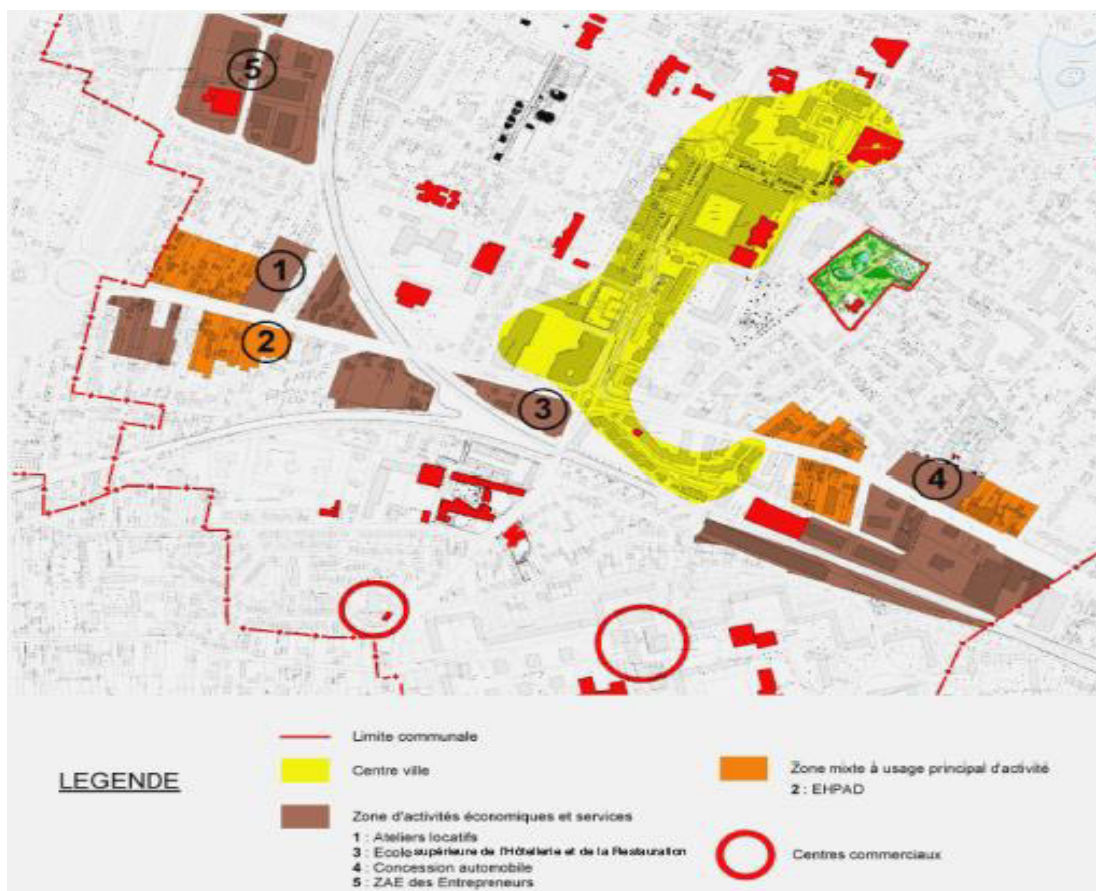 5
1
2
3
4
LEGENDE
Limite communale
Centre ville
Zone d'activités économiques et services
1 : Ateliers locatifs
3 : Ecole supérieure de l'Hôtellerie et de la Restauration
4 : Concession automobile
5 : ZAE des Entrepreneurs
Zone mixte à usage principal d'activité
2 : EHPAD
Centres commerciaux